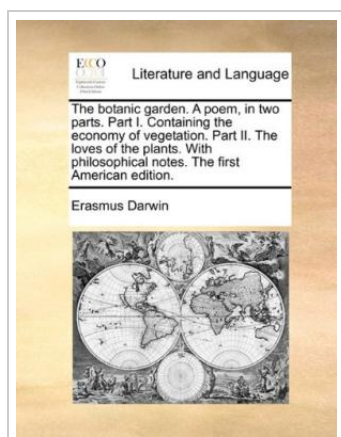 ECCO
Literature and Language
The botanic garden. A poem, in two
parts. Part I. Containing the
economy of vegetation. Part II. The
loves of the plants. With
philosophical notes. The first
American edition.
Erasmus Darwin